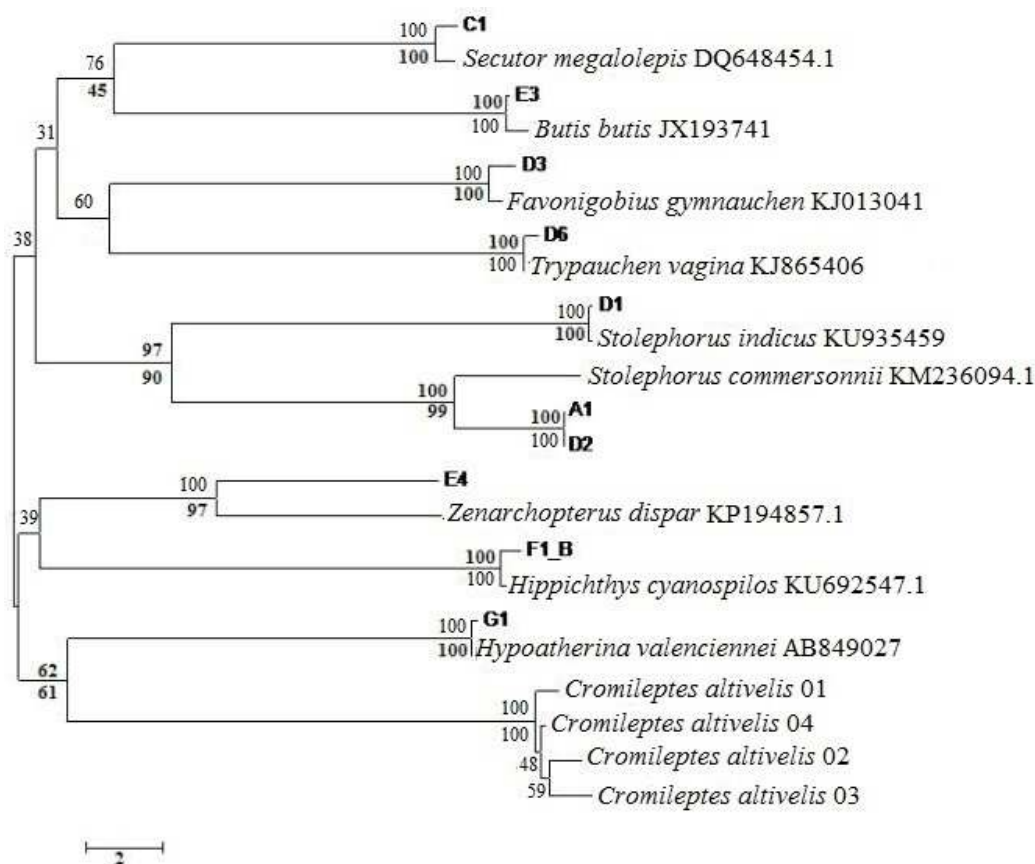 C1
100
100
Secutor megalolepis DQ648454.1
76
45
E3
100
100
Butis butis JX193741
31
D3
100
100
Favonigobius gymnauchen KJ013041
60
D6
100
100
Trypauchen vagina KJ865406
38
D1
100
100
Stolephorus indicus KU935459
97
90
Stolephorus commersonnii KM236094.1
100
99
A1
100
100
D2
E4
100
97
Zenarchopterus dispar KP194857.1
39
F1_B
100
100
Hippichthys cyanospilos KU692547.1
G1
100
100
Hypoatherina valenciennei AB849027
62
61
Cromileptes altivelis 01
100
100
Cromileptes altivelis 04
48
Cromileptes altivelis 02
59
Cromileptes altivelis 03
2